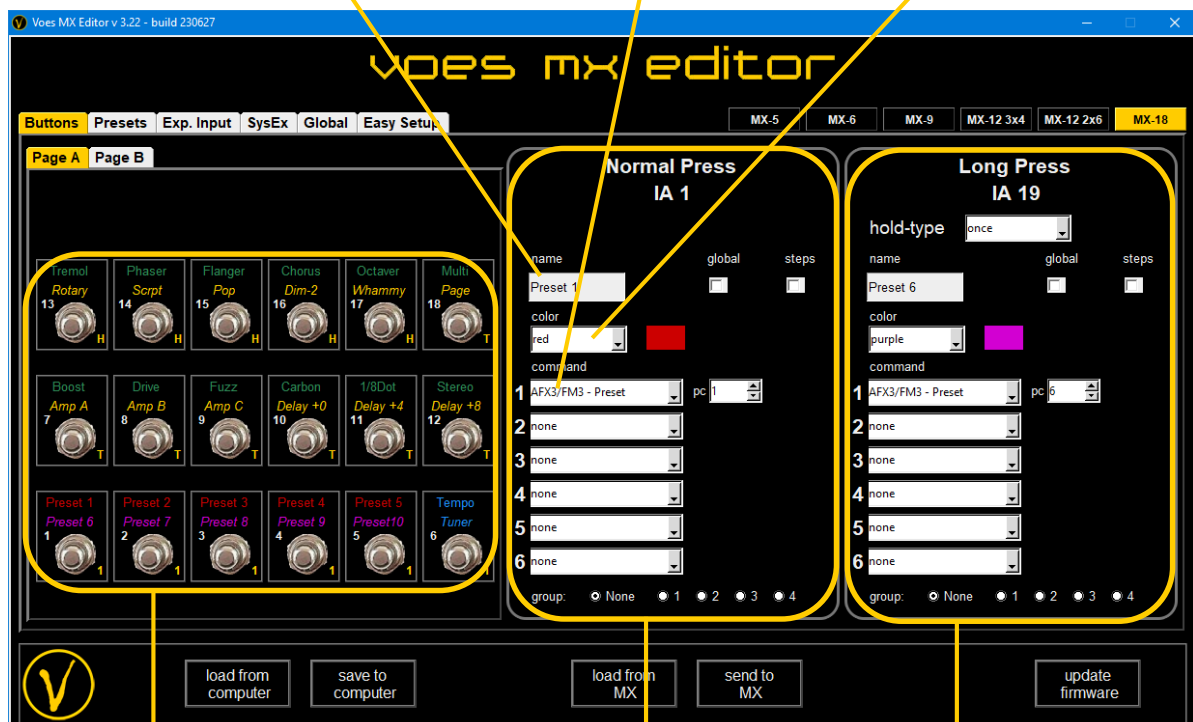 Voes MX Editor v 3.22 - build 230627
voes mx editor
Buttons Presets Exp. Input SysEx Global Easy Setup
MX-5 MX-6 MX-9 MX-12 3x4 MX-12 2x6 MX-18
Page A Page B
Tremol Phaser Flanger Chorus Octaver Multi
Rotary Scrpt Pop Dim-2 Whammy Page
13 14 15 16 17 18
H H H H H T
Boost Drive Fuzz Carbon 1/8Dot Stereo
Amp A Amp B Amp C Delay +0 Delay +4 Delay +8
7 8 9 10 11 12
T T T T T T
Preset 1 Preset 2 Preset 3 Preset 4 Preset 5 Tempo
Preset 6 Preset 7 Preset 8 Preset 9 Preset10 Tuner
1 2 3 4 5 6
1 1 1 1 1
Normal Press
IA 1
name global steps
Preset 1
color
red
command
1 AFX3/FM3 - Preset pc 1
2 none
3 none
4 none
5 none
6 none
group: None 1 2 3 4
Long Press
IA 19
hold-type once
name global steps
Preset 6
color
purple
command
1 AFX3/FM3 - Preset pc 6
2 none
3 none
4 none
5 none
6 none
group: None 1 2 3 4
V
load from
computer
save to
computer
load from
MX
send to
MX
update
firmware